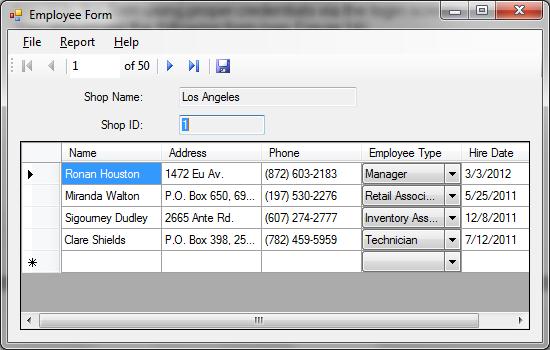 Employee Form
File Report Help
1 of 50
Shop Name: Los Angeles
Shop ID: 1
Name Address Phone Employee Type Hire Date
Ronan Houston 1472 Eu Av. (872) 603-2183 Manager 3/3/2012
Miranda Walton P.O. Box 650, 69... (197) 530-2276 Retail Associ... 5/25/2011
Sigourney Dudley 2665 Ante Rd. (607) 274-2777 Inventory Ass... 12/8/2011
Clare Shields P.O. Box 398, 25... (782) 459-5959 Technician 7/12/2011